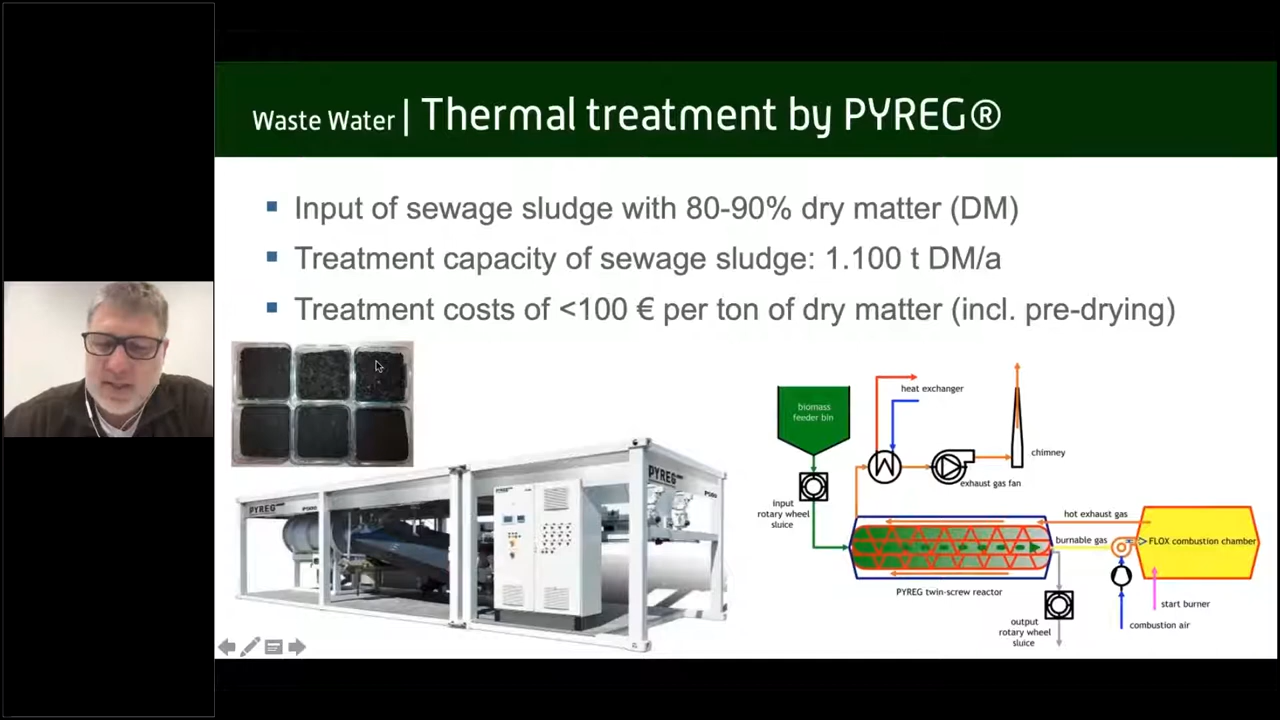 Waste Water | Thermal treatment by PYREG®
Input of sewage sludge with 80-90% dry matter (DM)
Treatment capacity of sewage sludge: 1.100 t DM/a
Treatment costs of <100 € per ton of dry matter (incl. pre-drying)
PYREG
PYREG
biomass
feeder bin
heat exchanger
chimney
exhaust gas fan
input
rotary wheel
sluice
hot exhaust gas
burnable gas
FLOX combustion chamber
PYREG twin-screw reactor
start burner
combustion air
output
rotary wheel
sluice